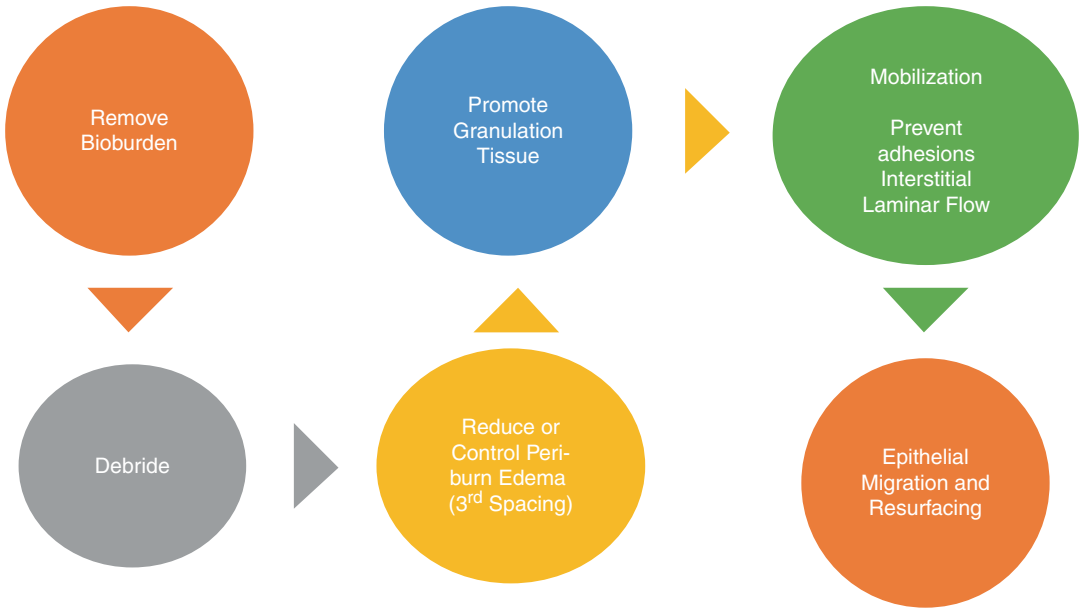 Remove
Bioburden
Debride
Reduce or
Control Peri-
burn Edema
(3rd Spacing)
Promote
Granulation
Tissue
Mobilization
Prevent
adhesions
Interstitial
Laminar Flow
Epithelial
Migration and
Resurfacing